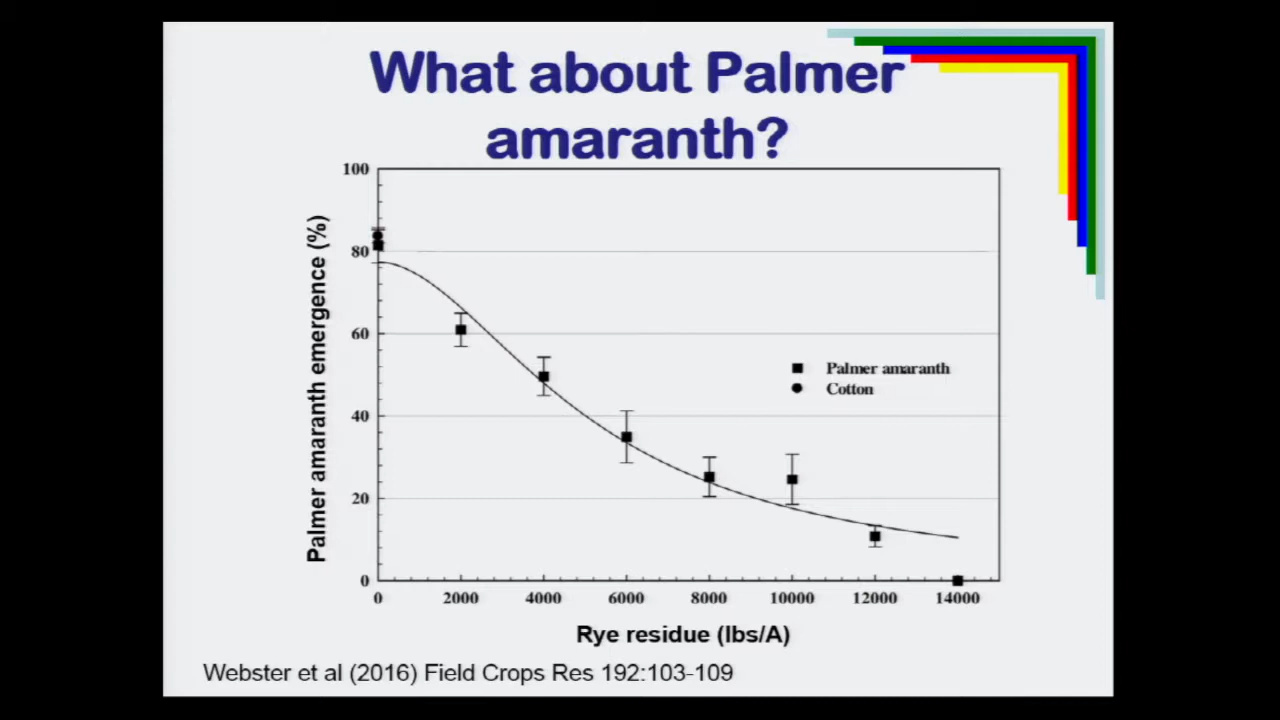 What about Palmer
amaranth?
Palmer amaranth emergence (%)
100
80
60
40
20
0
Palmer amaranth
Cotton
0 2000 4000 6000 8000 10000 12000 14000
Rye residue (lbs/A)
Webster et al (2016) Field Crops Res 192:103-109